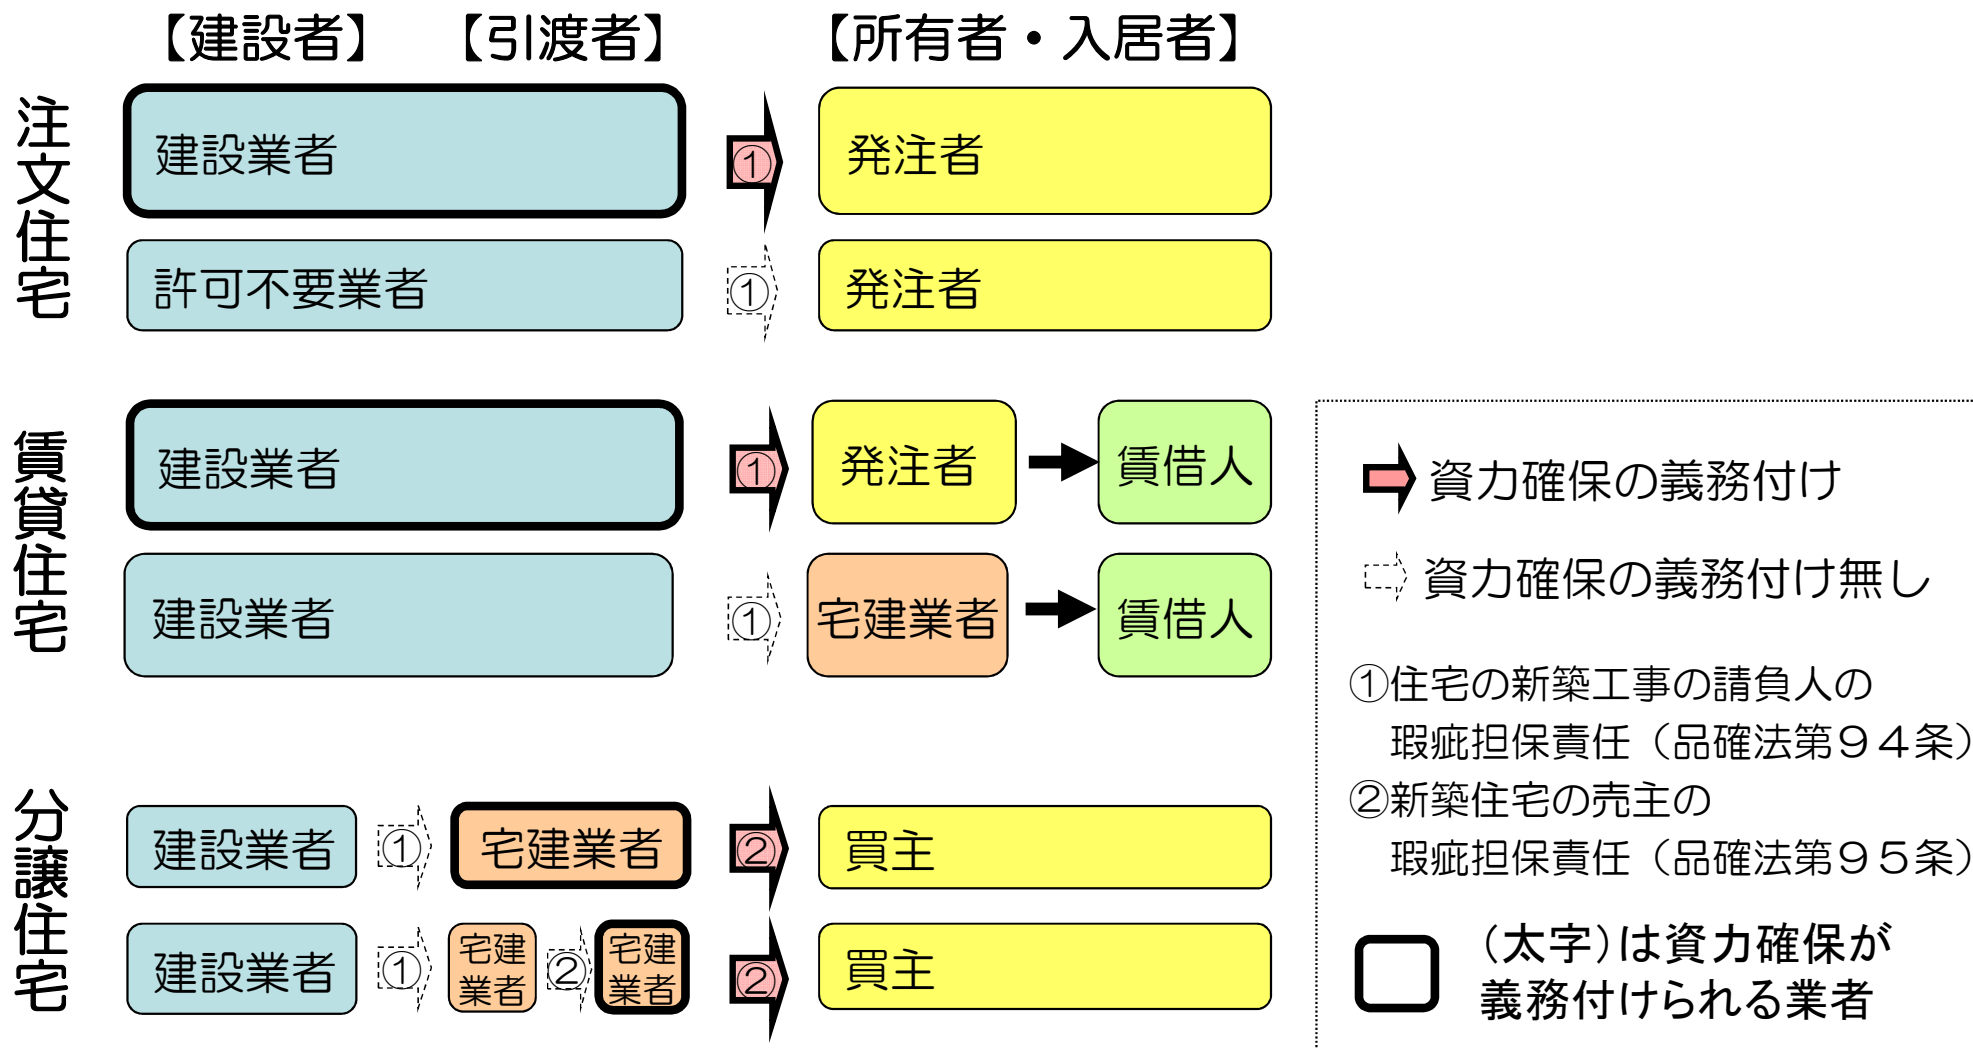 【建設者】 【引渡者】 【所有者・入居者】
注文住宅
建設業者 ① 発注者
許可不要業者 ① 発注者
賃貸住宅
建設業者 ① 発注者 賃借人
建設業者 ① 宅建業者 賃借人
分譲住宅
建設業者 ① 宅建業者 ② 買主
建設業者 ① 宅建
業者 ② 宅建
業者 ② 買主
資力確保の義務付け
資力確保の義務付け無し
①住宅の新築工事の請負人の
瑕疵担保責任（品確法第９４条）
②新築住宅の売主の
瑕疵担保責任（品確法第９５条）
（太字）は資力確保が
義務付けられる業者